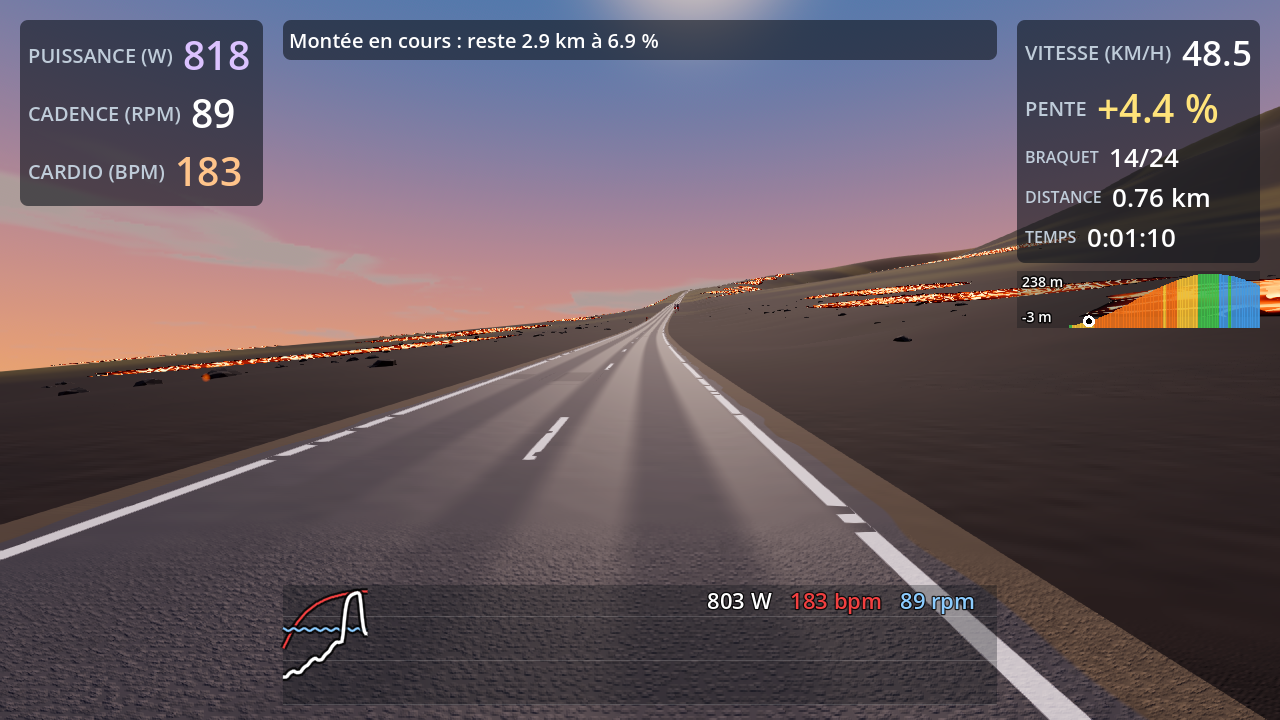 PUISSANCE (W) 818
CADENCE (RPM) 89
CARDIO (BPM) 183
Montée en cours : reste 2.9 km à 6.9 %
VITESSE (KM/H) 48.5
PENTE +4.4 %
BRAQUET 14/24
DISTANCE 0.76 km
TEMPS 0:01:10
238 m
-3 m
803 W 183 bpm 89 rpm